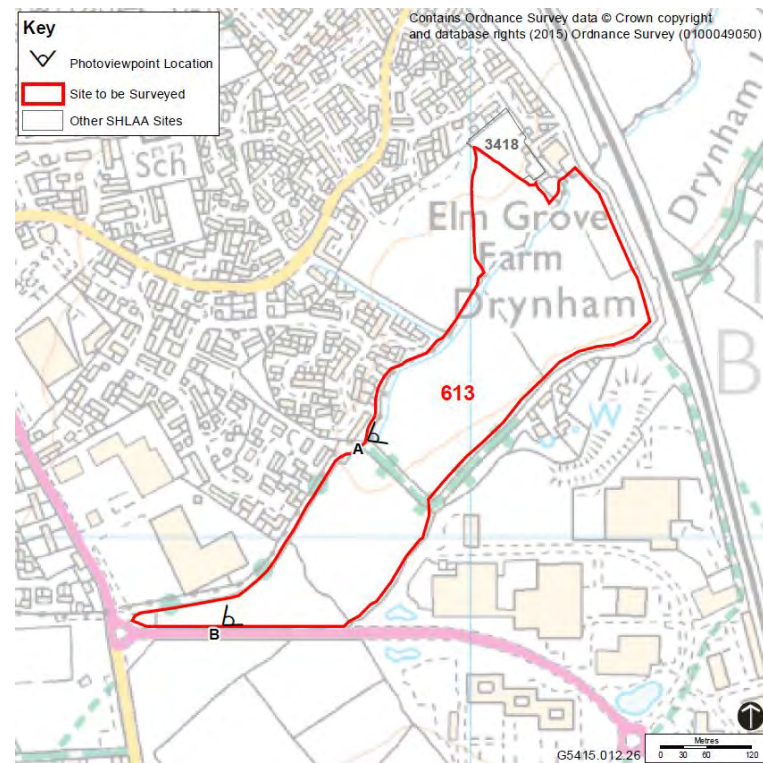 Contains Ordnance Survey data © Crown copyright
and database rights (2015) Ordnance Survey (0100049050)
Key
Photoviewpoint Location
Site to be Surveyed
Other SHLAA Sites
Sch
3418
Drynham
Elm Grove
Farm
Drynham
B
613
A
B
G5415.012.26
Metres
0 30 60 120